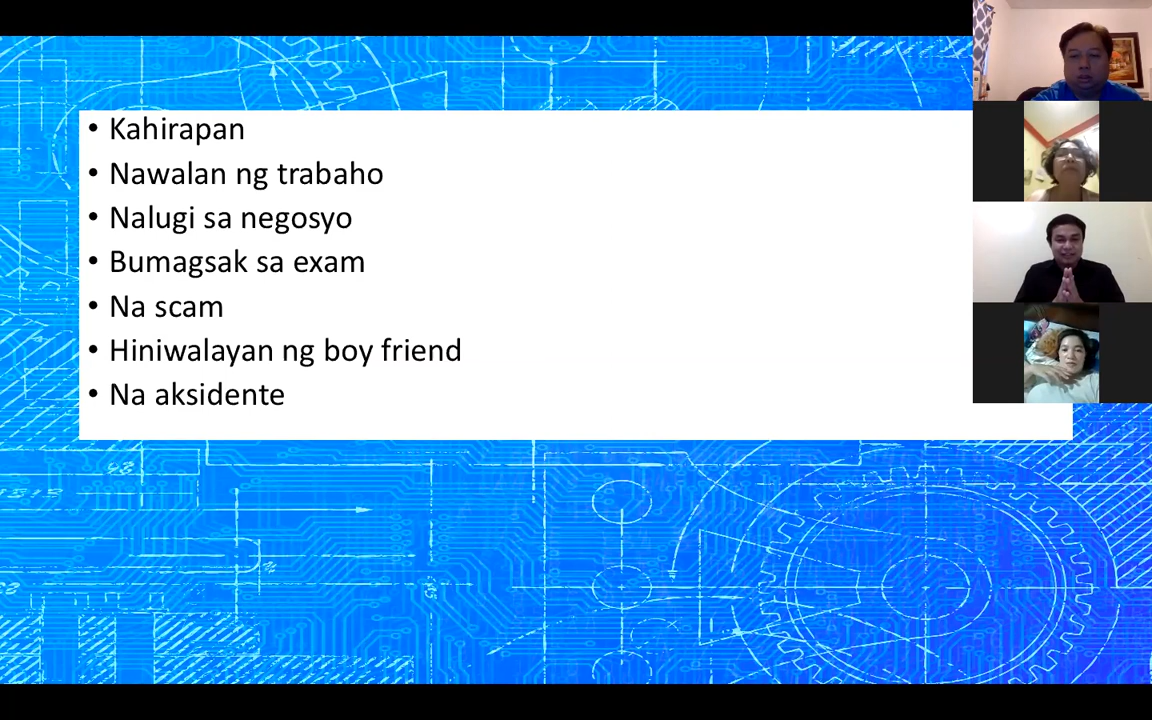 • Kahirapan
• Nawalan ng trabaho
• Nalugi sa negosyo
• Bumagsak sa exam
• Na scam
• Hiniwalayan ng boy friend
• Na aksidente